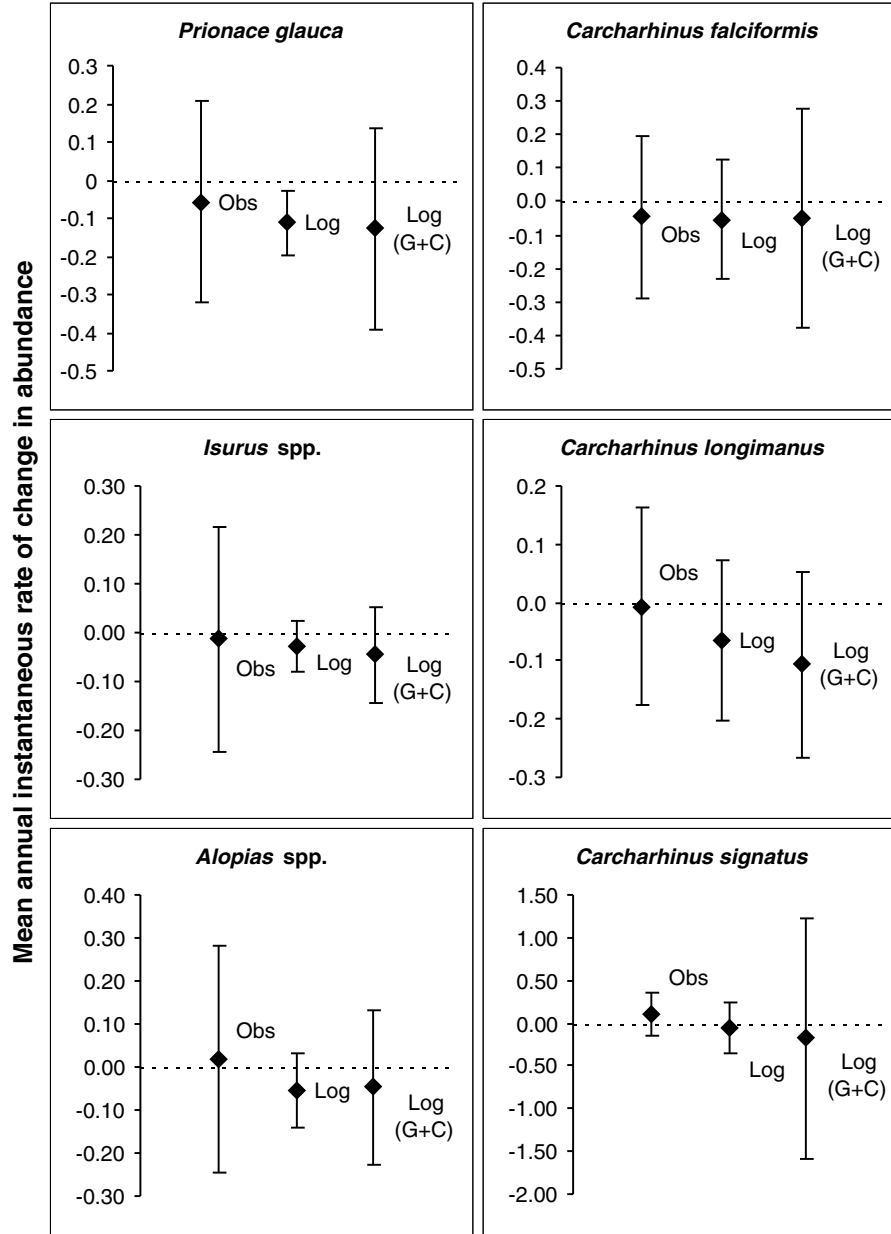 Mean annual instantaneous rate of change in abundance
Prionace glauca
0.3
0.2
0.1
0
-0.1
-0.2
-0.3
-0.4
-0.5
Obs
Log
Log
(G+C)
Carcharhinus falciformis
0.4
0.3
0.2
0.1
0.0
-0.1
-0.2
-0.3
-0.4
-0.5
Obs
Log
Log
(G+C)
Isurus spp.
0.30
0.20
0.10
0.00
-0.10
-0.20
-0.30
Obs
Log
Log
(G+C)
Carcharhinus longimanus
0.2
0.1
0.0
-0.1
-0.2
-0.3
Obs
Log
Log
(G+C)
Alopias spp.
0.40
0.30
0.20
0.10
0.00
-0.10
-0.20
-0.30
Obs
Log
Log
(G+C)
Carcharhinus signatus
1.50
1.00
0.50
0.00
-0.50
-1.00
-1.50
-2.00
Obs
Log
Log
(G+C)